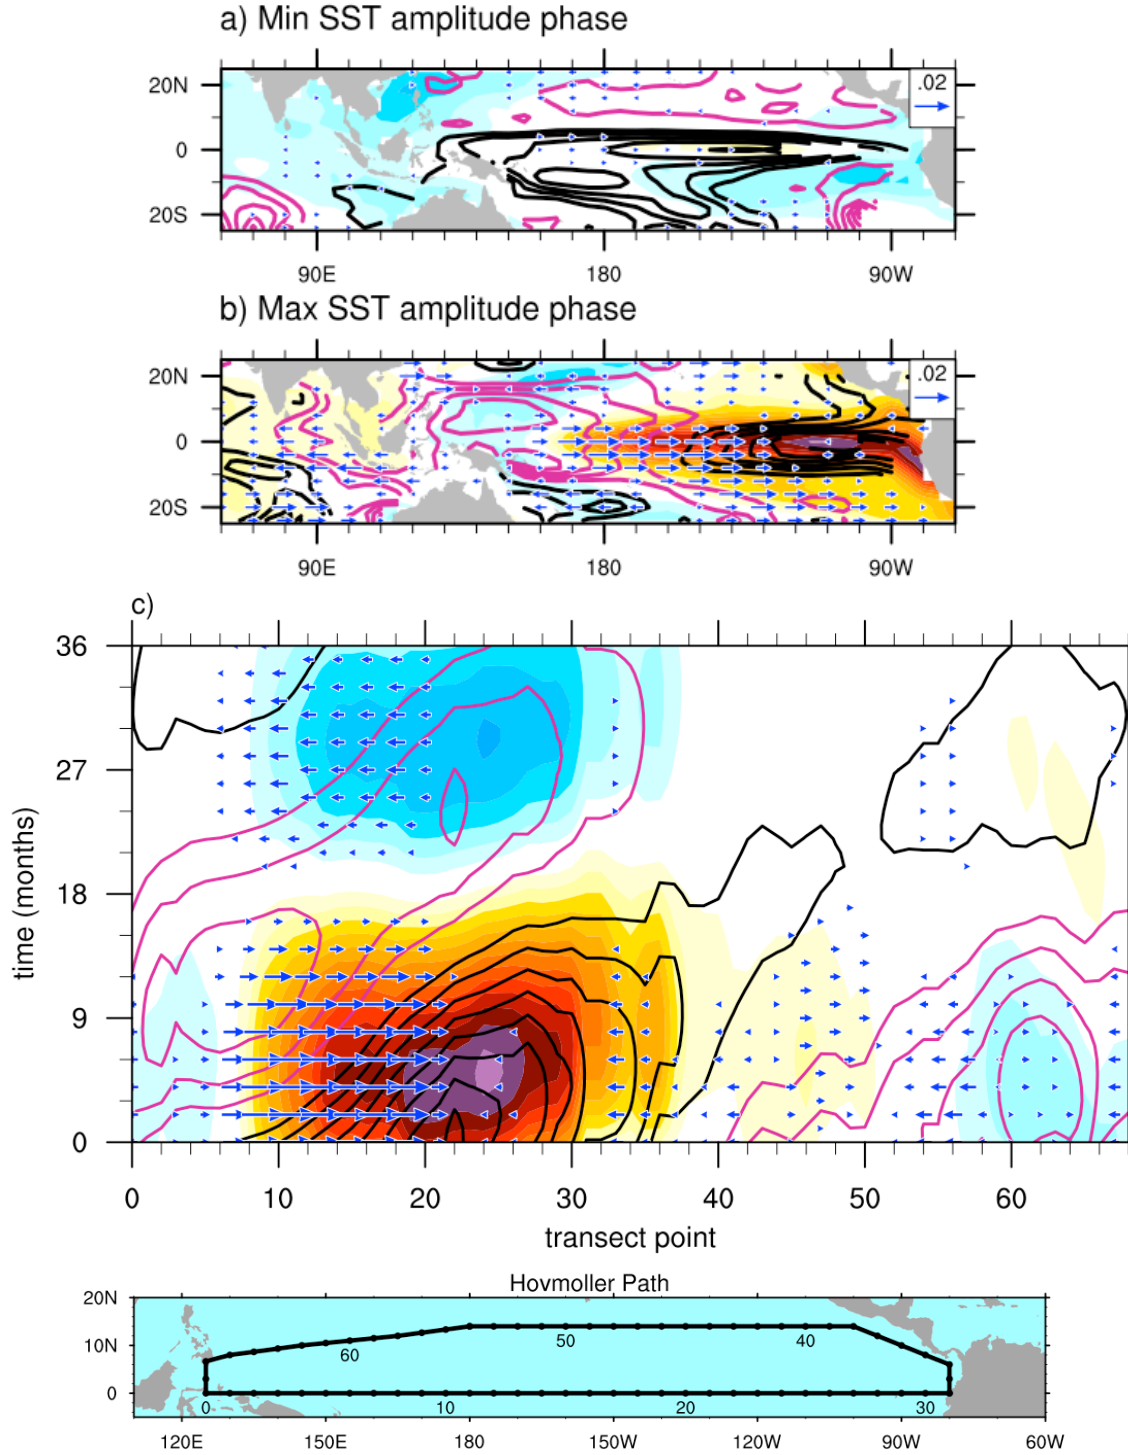 a) Min SST amplitude phase
20N
.02
0
20S
90E 180 90W
b) Max SST amplitude phase
20N
.02
0
20S
90E 180 90W
c)
36
27
18
9
0
time (months)
0 10 20 30 40 50 60
transect point
Hovmoller Path
20N
10N
0
60 50 40
0 10 20 30
120E 150E 180 150W 120W 90W 60W